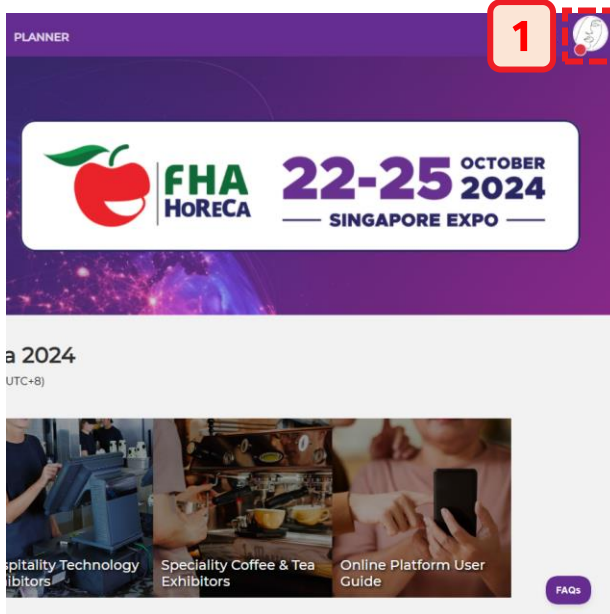 PLANNER
1
FHA
HORECA
22-25 OCTOBER 2024
SINGAPORE EXPO
a 2024
UTC+8)
spitality Technology
ibitors
Speciality Coffee & Tea
Exhibitors
Online Platform User
Guide
FAQs